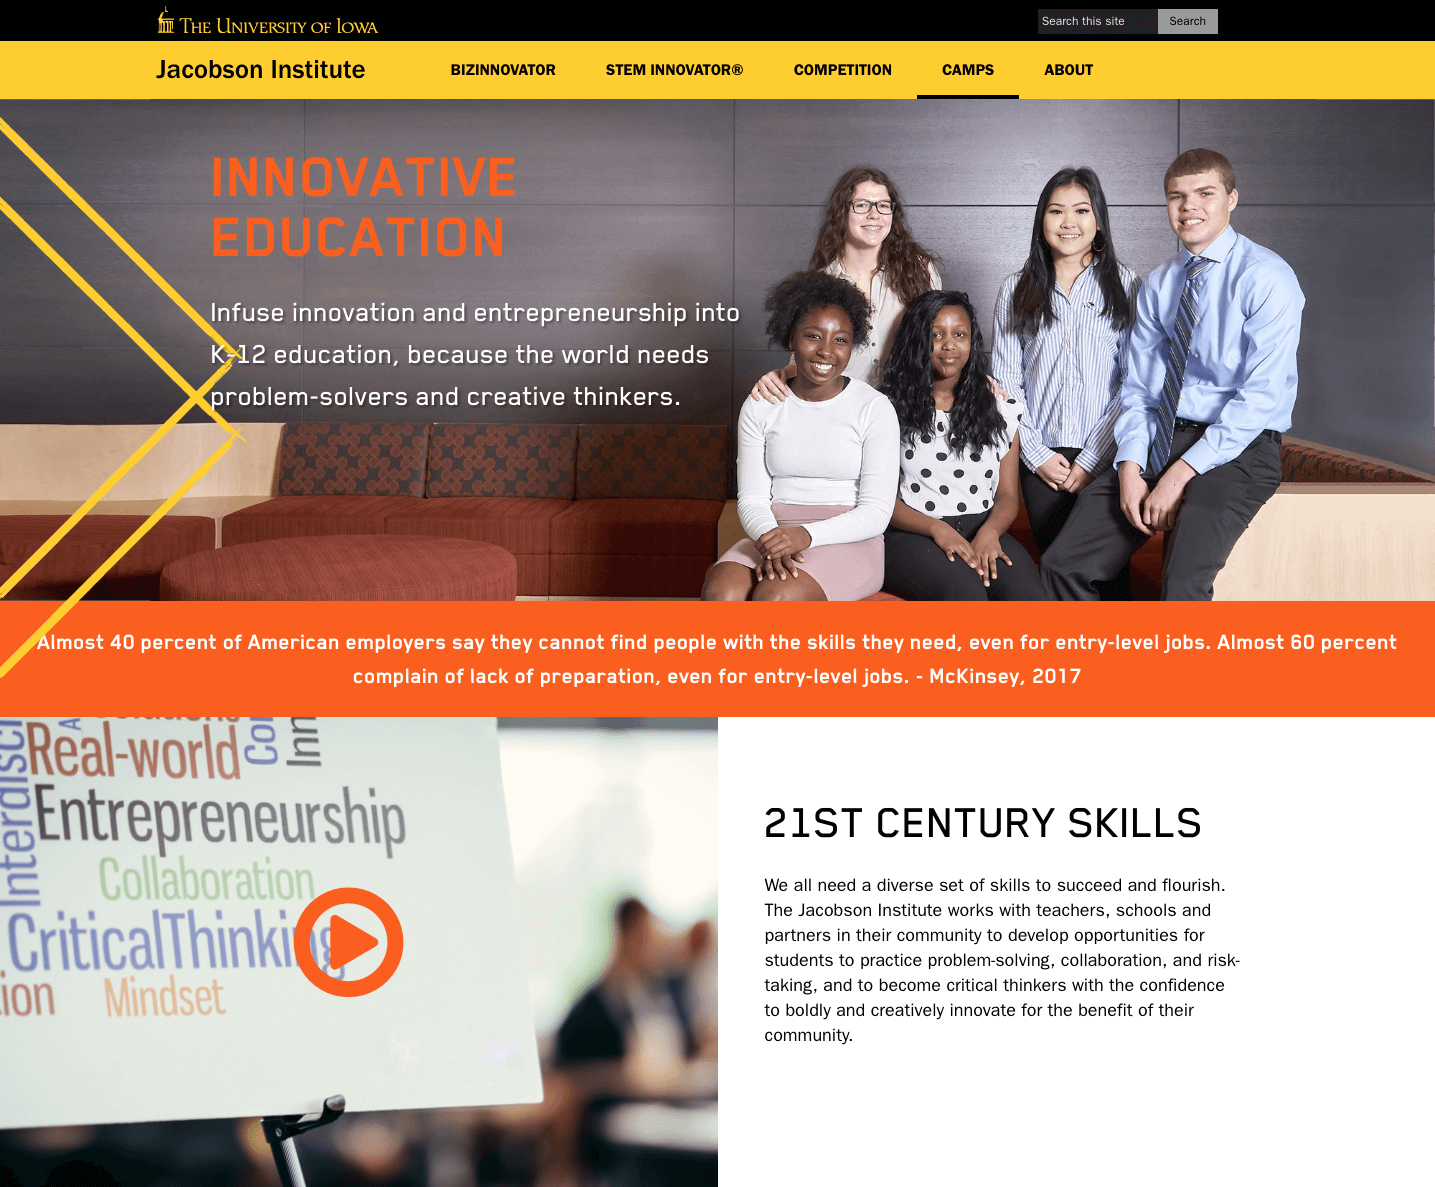 The University of Iowa
Search this site
Search
Jacobson Institute
BIZINNOVATOR
STEM INNOVATOR®
COMPETITION
CAMPS
ABOUT
INNOVATIVE
EDUCATION
Infuse innovation and entrepreneurship into
K-12 education, because the world needs
problem-solvers and creative thinkers.
Almost 40 percent of American employers say they cannot find people with the skills they need, even for entry-level jobs. Almost 60 percent
complain of lack of preparation, even for entry-level jobs. - McKinsey, 2017
Real-world
Entrepreneurship
Collaboration
CriticalThinking
Mindset
21ST CENTURY SKILLS
We all need a diverse set of skills to succeed and flourish.
The Jacobson Institute works with teachers, schools and
partners in their community to develop opportunities for
students to practice problem-solving, collaboration, and risk-
taking, and to become critical thinkers with the confidence
to boldly and creatively innovate for the benefit of their
community.